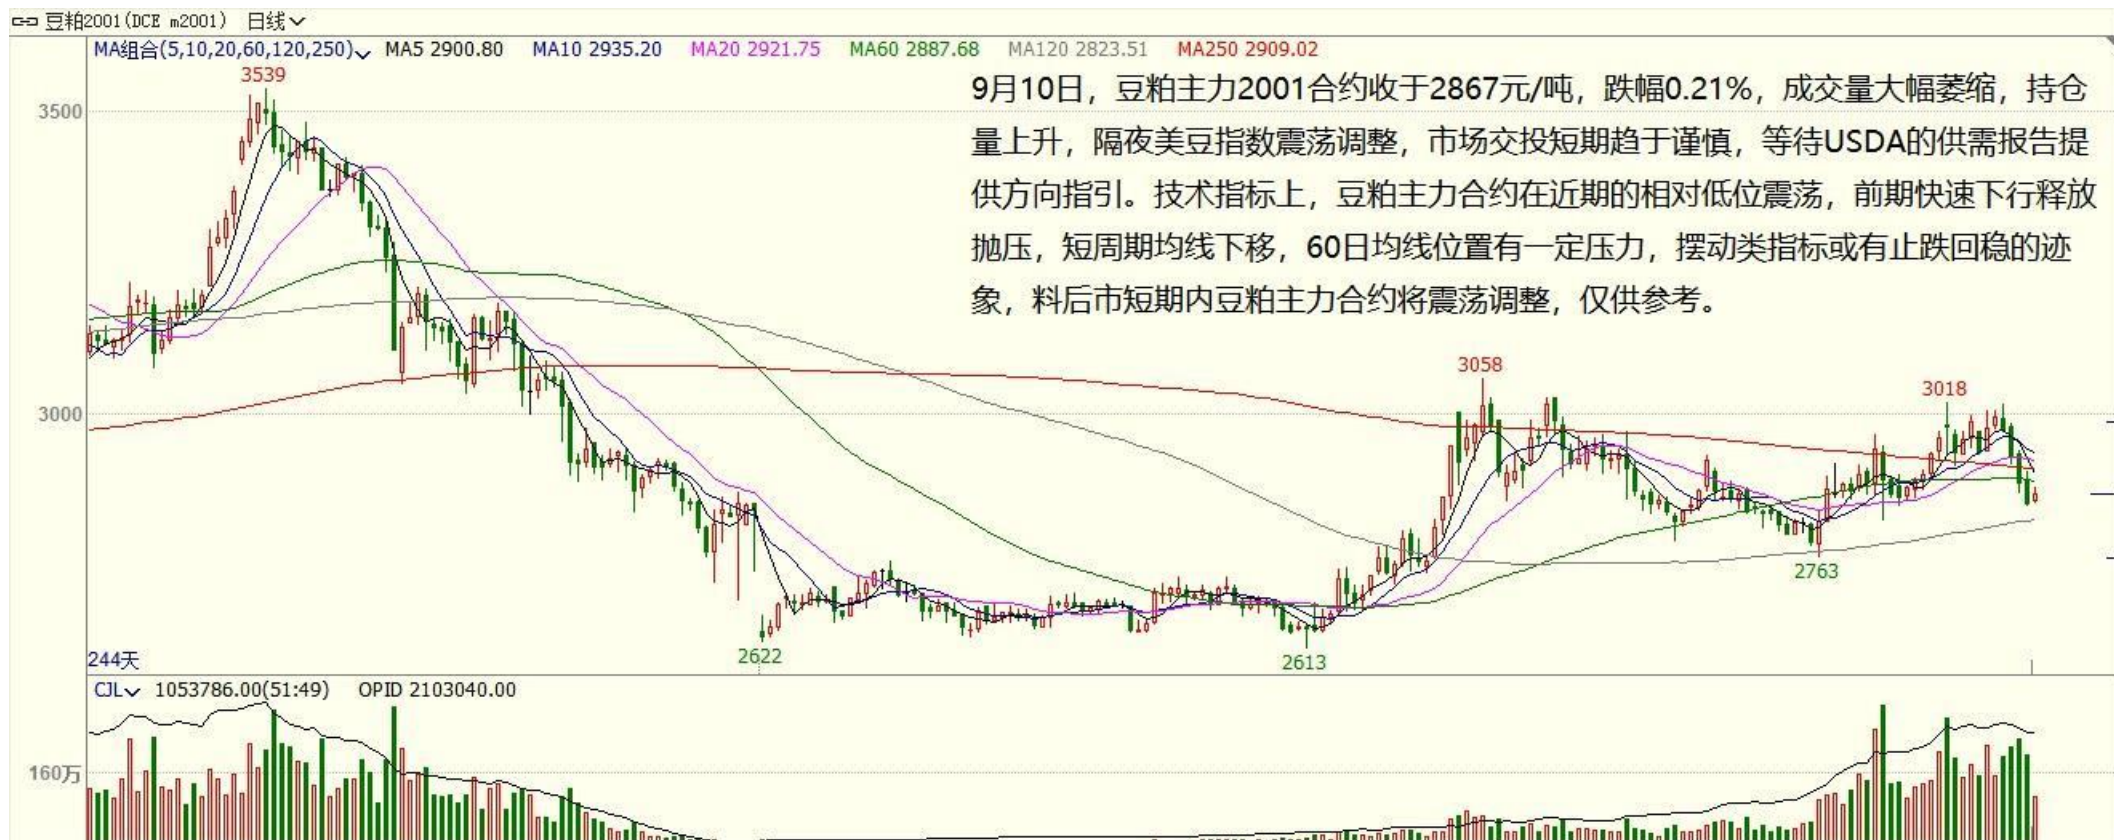 豆粕2001(DCE m2001) 日线
MA组合(5,10,20,60,120,250) MA5 2900.80 MA10 2935.20 MA20 2921.75 MA60 2887.68 MA120 2823.51 MA250 2909.02
3539
9月10日，豆粕主力2001合约收于2867元/吨，跌幅0.21%，成交量大幅萎缩，持仓
3500
量上升，隔夜美豆指数震荡调整，市场交投短期趋于谨慎，等待USDA的供需报告提
供方向指引。技术指标上，豆粕主力合约在近期的相对低位震荡，前期快速下行释放
抛压，短周期均线下移，60日均线位置有一定压力，摆动类指标或有止跌回稳的迹
象，料后市短期内豆粕主力合约将震荡调整，仅供参考。
3058
3018
3000
2763
2622
2613
244天
CJL 1053786.00(51:49) OPID 2103040.00
160万